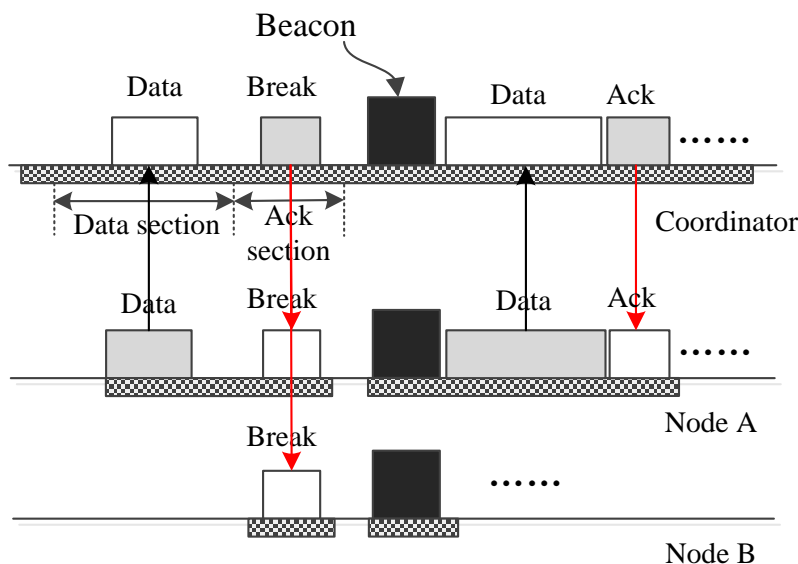 Beacon
Data Break Data Ack
......
Data section Ack section
Coordinator
Data Break Data Ack
......
Node A
Break
......
Node B